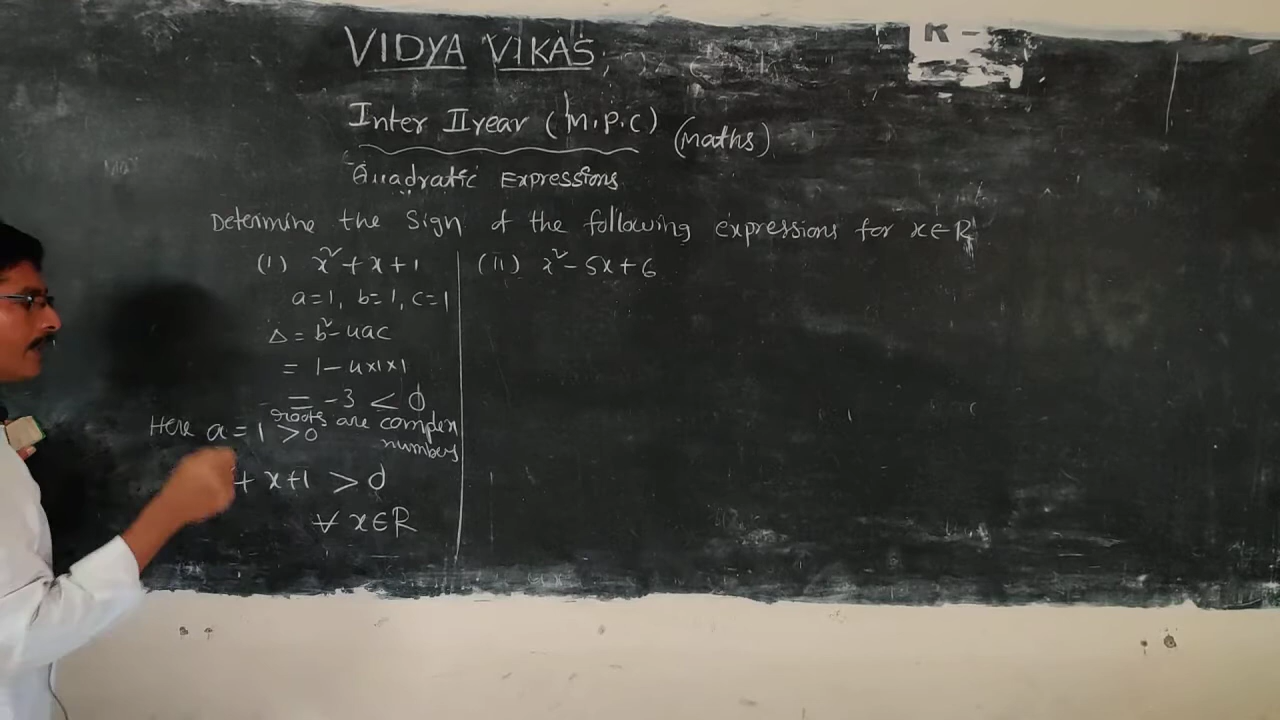 VIDYA VIKAS
Inter II year (M.P.C) (Maths)
Quadratic Expressions
Determine the Sign of the following expressions for x∈R
(i) x²+x+1
a=1, b=1, c=1
Δ = b²-4ac
= 1-4×1×1
= -3 < 0
roots are complex numbers
Here a=1 >0
+ x+1 > 0
∀ x∈R
(ii) x²-5x+6
R -